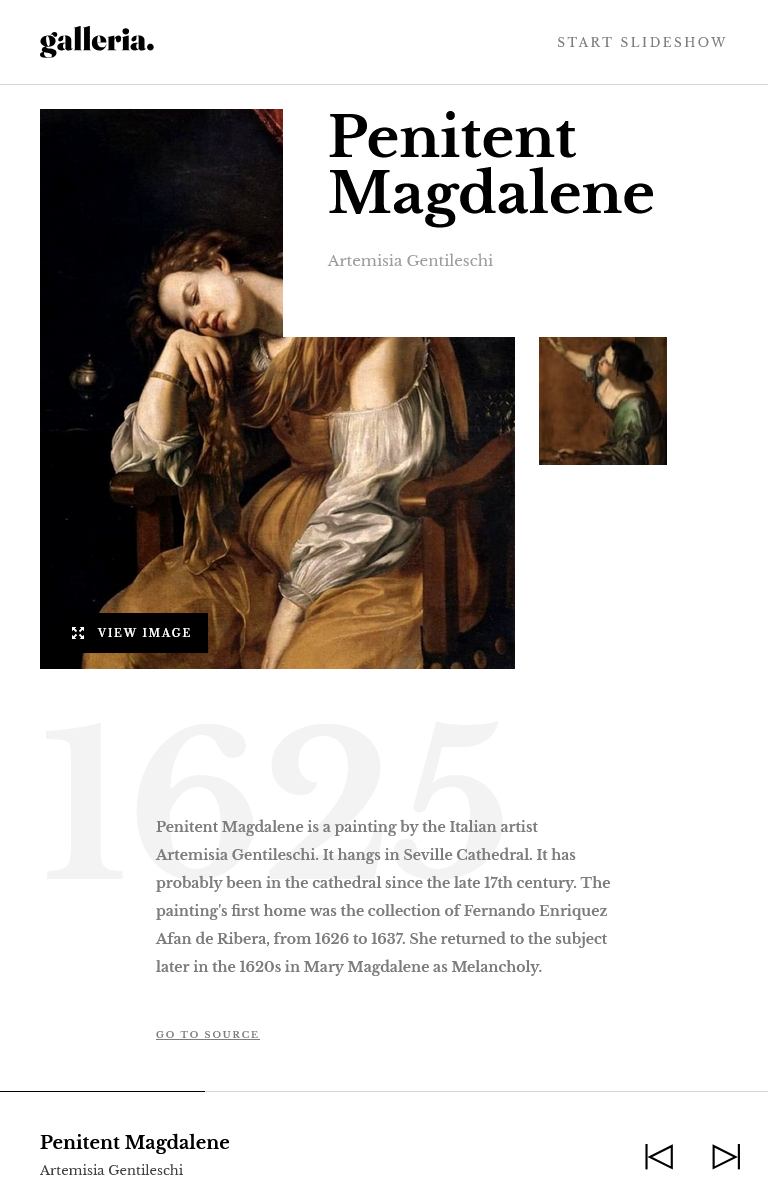 galleria.
START SLIDESHOW
Penitent
Magdalene
Artemisia Gentileschi
VIEW IMAGE
1625
Penitent Magdalene is a painting by the Italian artist
Artemisia Gentileschi. It hangs in Seville Cathedral. It has
probably been in the cathedral since the late 17th century. The
painting's first home was the collection of Fernando Enriquez
Afan de Ribera, from 1626 to 1637. She returned to the subject
later in the 1620s in Mary Magdalene as Melancholy.
GO TO SOURCE
Penitent Magdalene
Artemisia Gentileschi